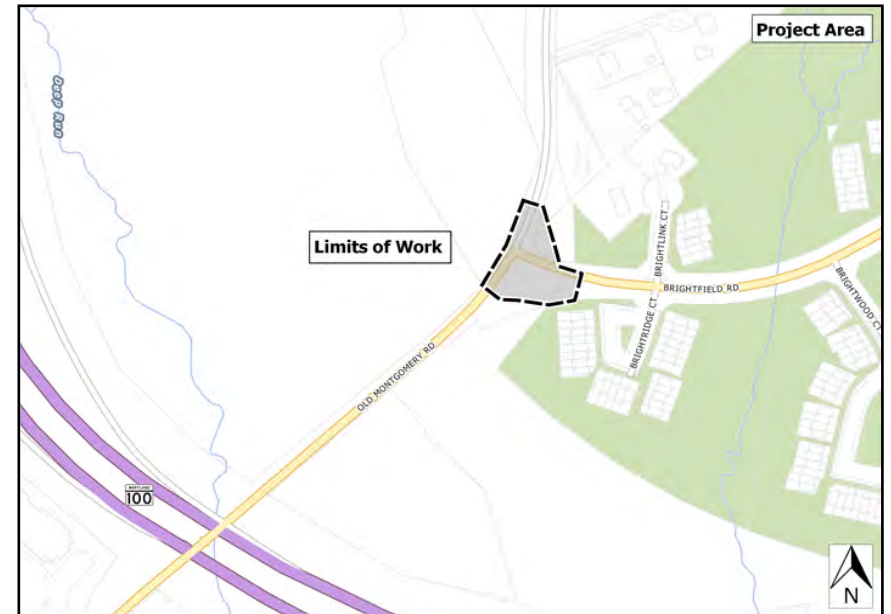 Project Area
Deep Run
Limits of Work
BRIGHTLINK CT
BRIGHTFIELD RD
BRIGHTWOOD CT
BRIGHTRIDGE CT
OLD MONTGOMERY RD
MARYLAND
100
N